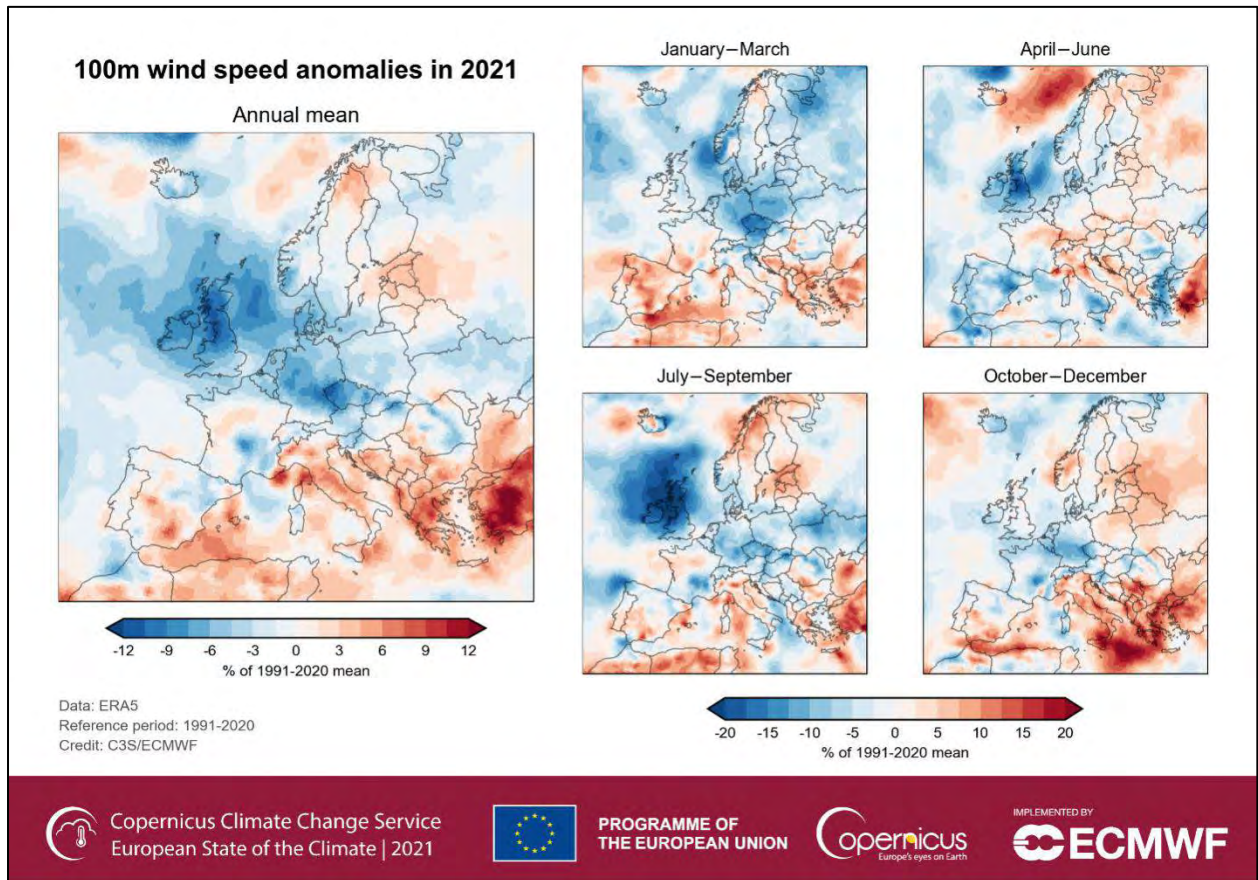 100m wind speed anomalies in 2021
Annual mean
-12 -9 -6 -3 0 3 6 9 12
% of 1991-2020 mean
Data: ERA5
Reference period: 1991-2020
Credit: C3S/ECMWF
January–March
April–June
July–September
October–December
-20 -15 -10 -5 0 5 10 15 20
% of 1991-2020 mean
Copernicus Climate Change Service
European State of the Climate | 2021
PROGRAMME OF
THE EUROPEAN UNION
Copernicus
Europe's eyes on Earth
IMPLEMENTED BY
ECMWF